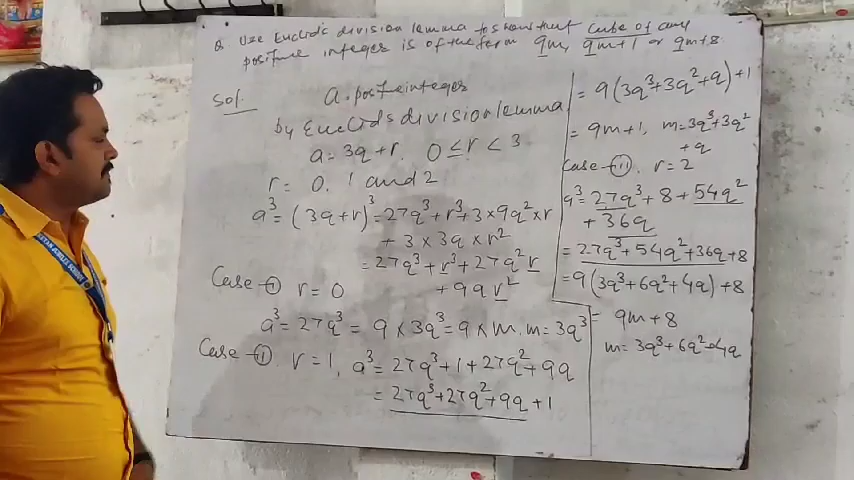 Q. Use Euclid's division lemma to show that cube of any
positive integer is of the form 9m, 9m+1 or 9m+8.
Sol.
a. positive integer
by Euclid's division lemma
a = 3q + r. 0 ≤ r < 3
r = 0, 1 and 2
a³ = (3q+r)³ = 27q³ + r³ + 3 × 9q² × r
+ 3 × 3q × r²
= 27q³ + r³ + 27q²r
+ 9qr²
Case - (I) r = 0
a³ = 27q³ = 9 × 3q³ = 9 × m. m = 3q³
Case - (II) r = 1, a³ = 27q³ + 1 + 27q² + 9q
= 27q³ + 27q² + 9q + 1
= 9(3q³ + 3q² + q) + 1
= 9m + 1, m = 3q³ + 3q²
+ q
Case - (III) r = 2
a³ = 27q³ + 8 + 54q²
+ 36q
= 27q³ + 54q² + 36q + 8
= 9(3q³ + 6q² + 4q) + 8
= 9m + 8
m = 3q³ + 6q² + 4q